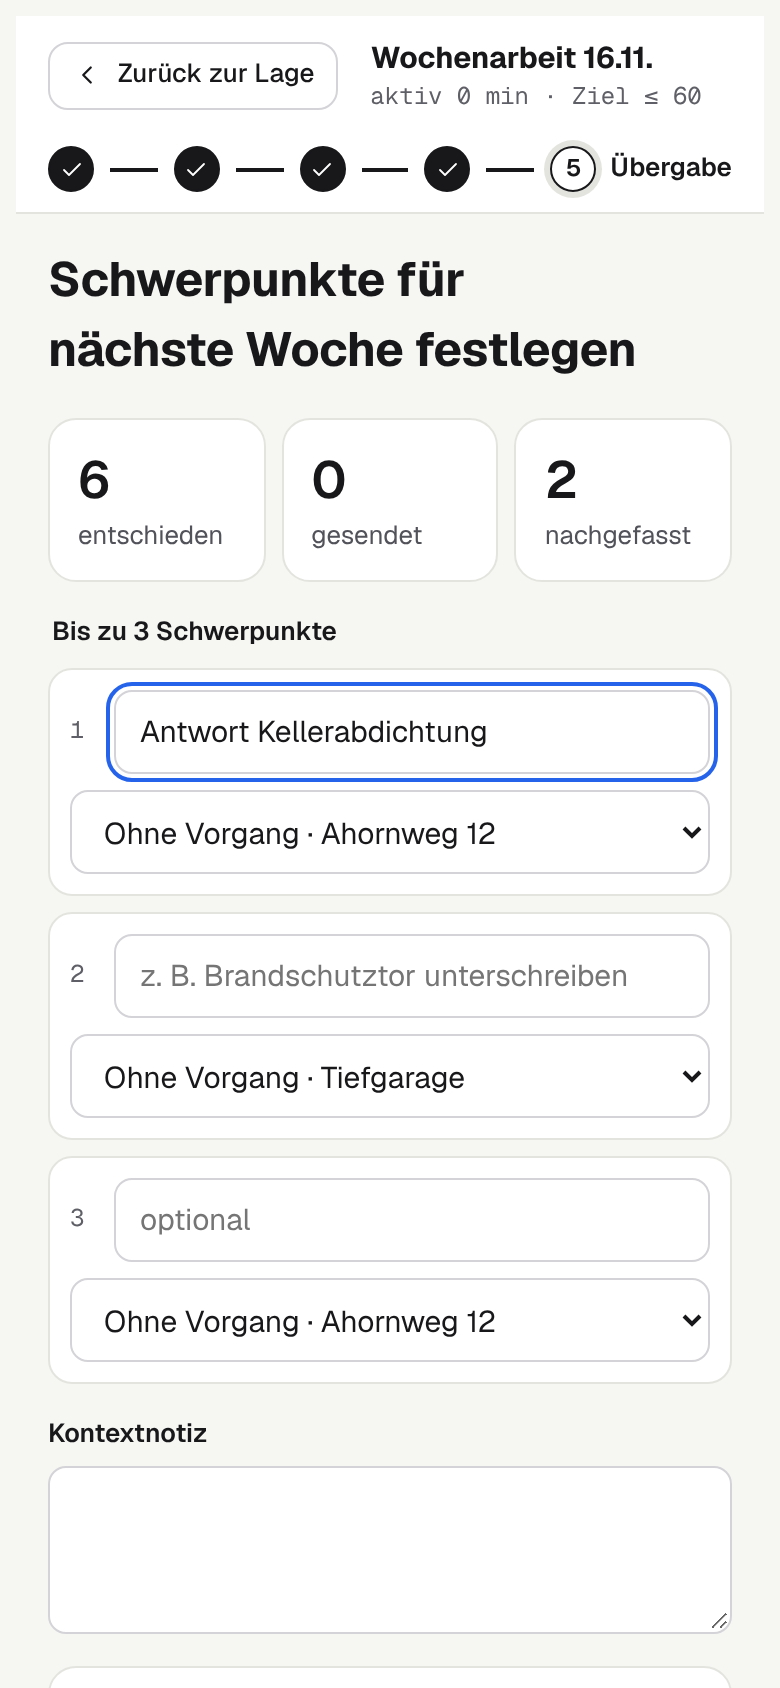 Zurück zur Lage
Wochenarbeit 16.11.
aktiv 0 min · Ziel ≤ 60
5 Übergabe
Schwerpunkte für
nächste Woche festlegen
6
entschieden
0
gesendet
2
nachgefasst
Bis zu 3 Schwerpunkte
1
Antwort Kellerabdichtung
Ohne Vorgang · Ahornweg 12
2
z. B. Brandschutztor unterschreiben
Ohne Vorgang · Tiefgarage
3
optional
Ohne Vorgang · Ahornweg 12
Kontextnotiz